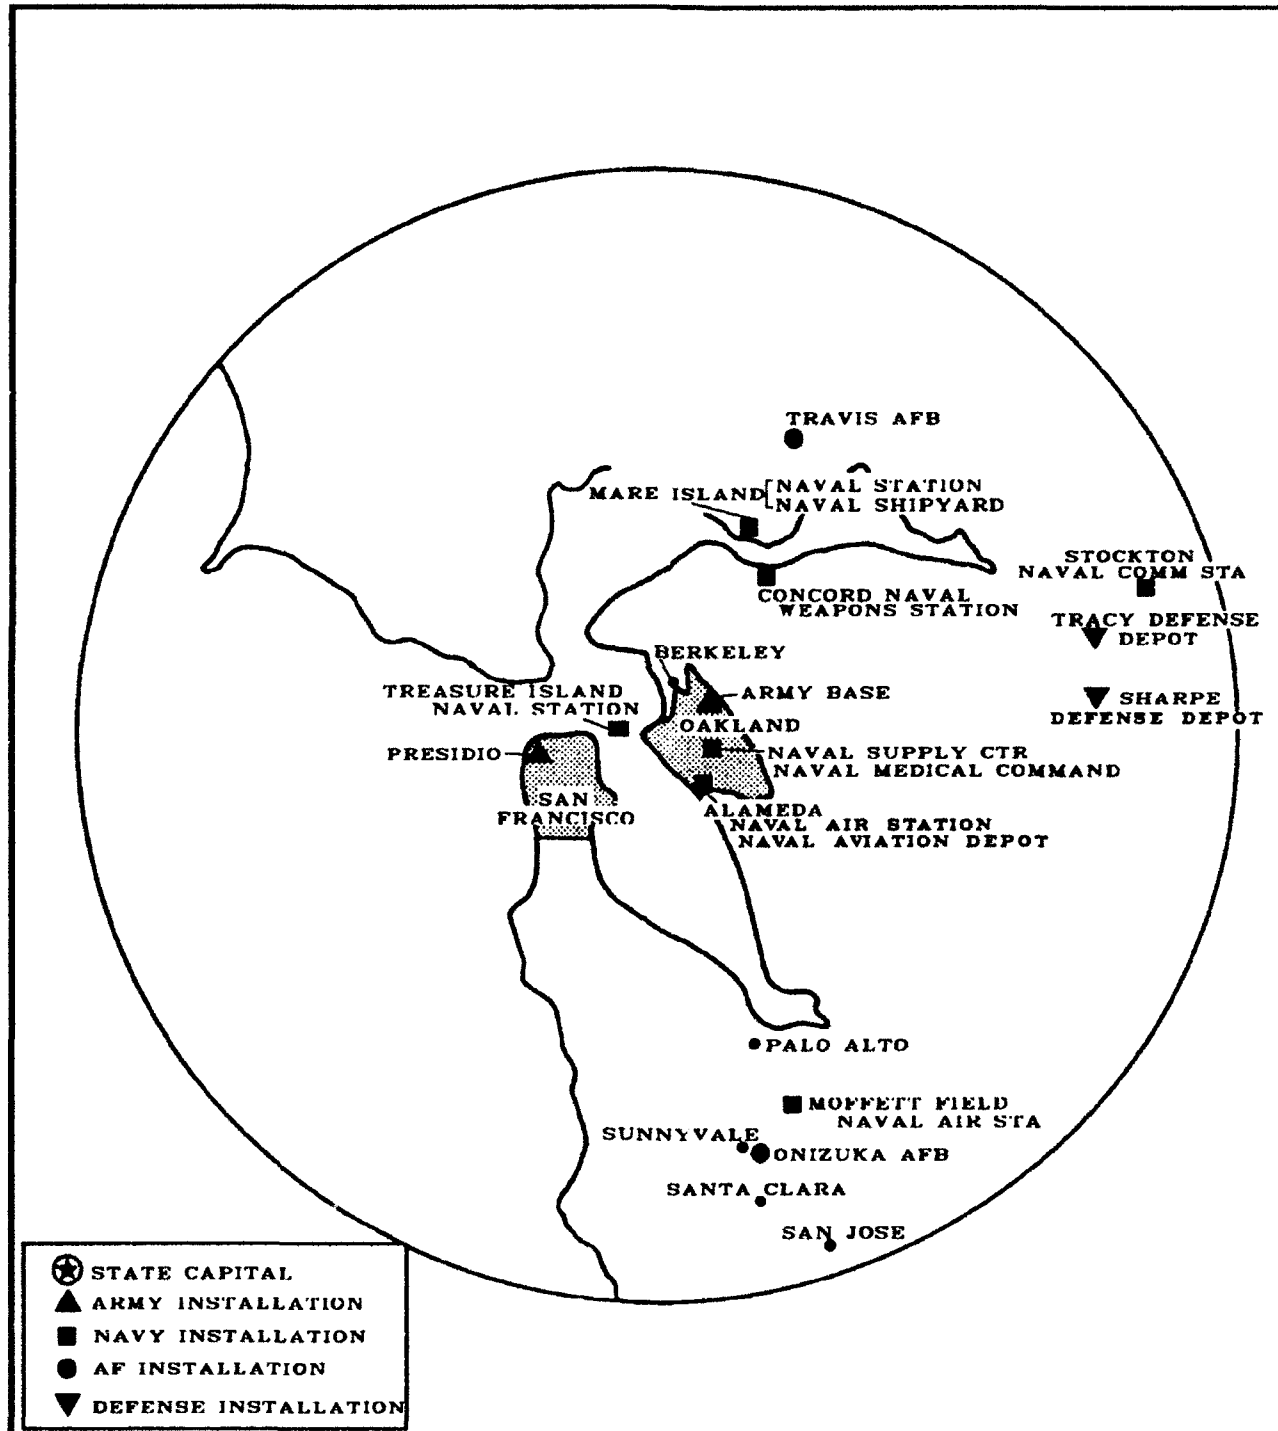 TRAVIS AFB
MARE ISLAND
NAVAL STATION
NAVAL SHIPYARD
STOCKTON
NAVAL COMM STA
CONCORD NAVAL
WEAPONS STATION
TRACY DEFENSE
DEPOT
BERKELEY
TREASURE ISLAND
NAVAL STATION
ARMY BASE
SHARPE
DEFENSE DEPOT
OAKLAND
PRESIDIO
NAVAL SUPPLY CTR
NAVAL MEDICAL COMMAND
SAN
FRANCISCO
ALAMEDA
NAVAL AIR STATION
NAVAL AVIATION DEPOT
PALO ALTO
MOFFETT FIELD
NAVAL AIR STA
SUNNYVALE
ONIZUKA AFB
SANTA CLARA
SAN JOSE
STATE CAPITAL
ARMY INSTALLATION
NAVY INSTALLATION
AF INSTALLATION
DEFENSE INSTALLATION